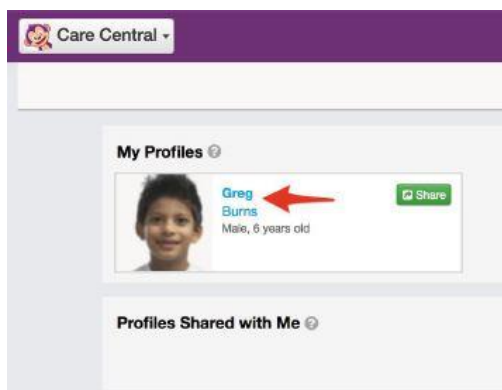 Care Central
My Profiles
Greg
Share
Burns
Male, 6 years old
Profiles Shared with Me